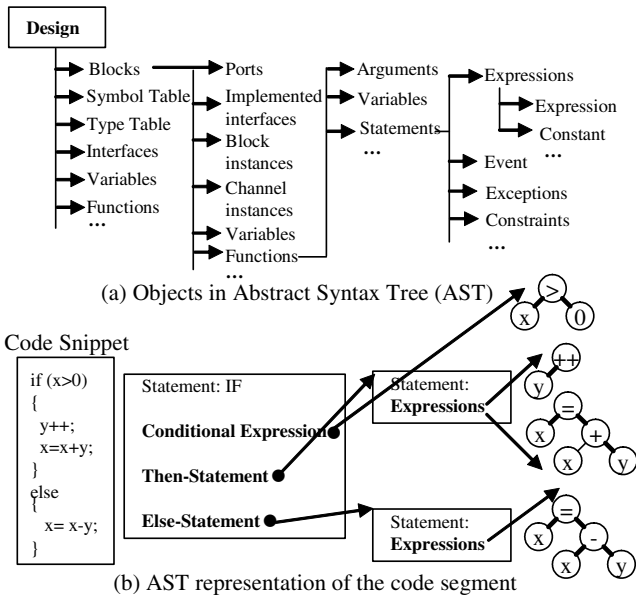 Design
Blocks
Symbol Table
Type Table
Interfaces
Variables
Functions
...
Ports
Implemented
interfaces
Block
instances
Channel
instances
Variables
Functions
...
Arguments
Variables
Statements
...
Expressions
Expression
Constant
...
Event
Exceptions
Constraints
...
(a) Objects in Abstract Syntax Tree (AST)
Code Snippet
if (x>0)
{
y++;
x=x+y;
}
else
{
x= x-y;
}
Statement: IF
Conditional Expression
Then-Statement
Else-Statement
Statement:
Expressions
Statement:
Expressions
>
x 0
++
y
=
x +
x y
=
x -
x y
(b) AST representation of the code segment